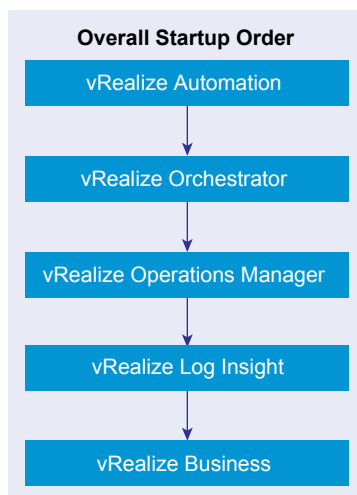 Overall Startup Order
vRealize Automation
vRealize Orchestrator
vRealize Operations Manager
vRealize Log Insight
vRealize Business